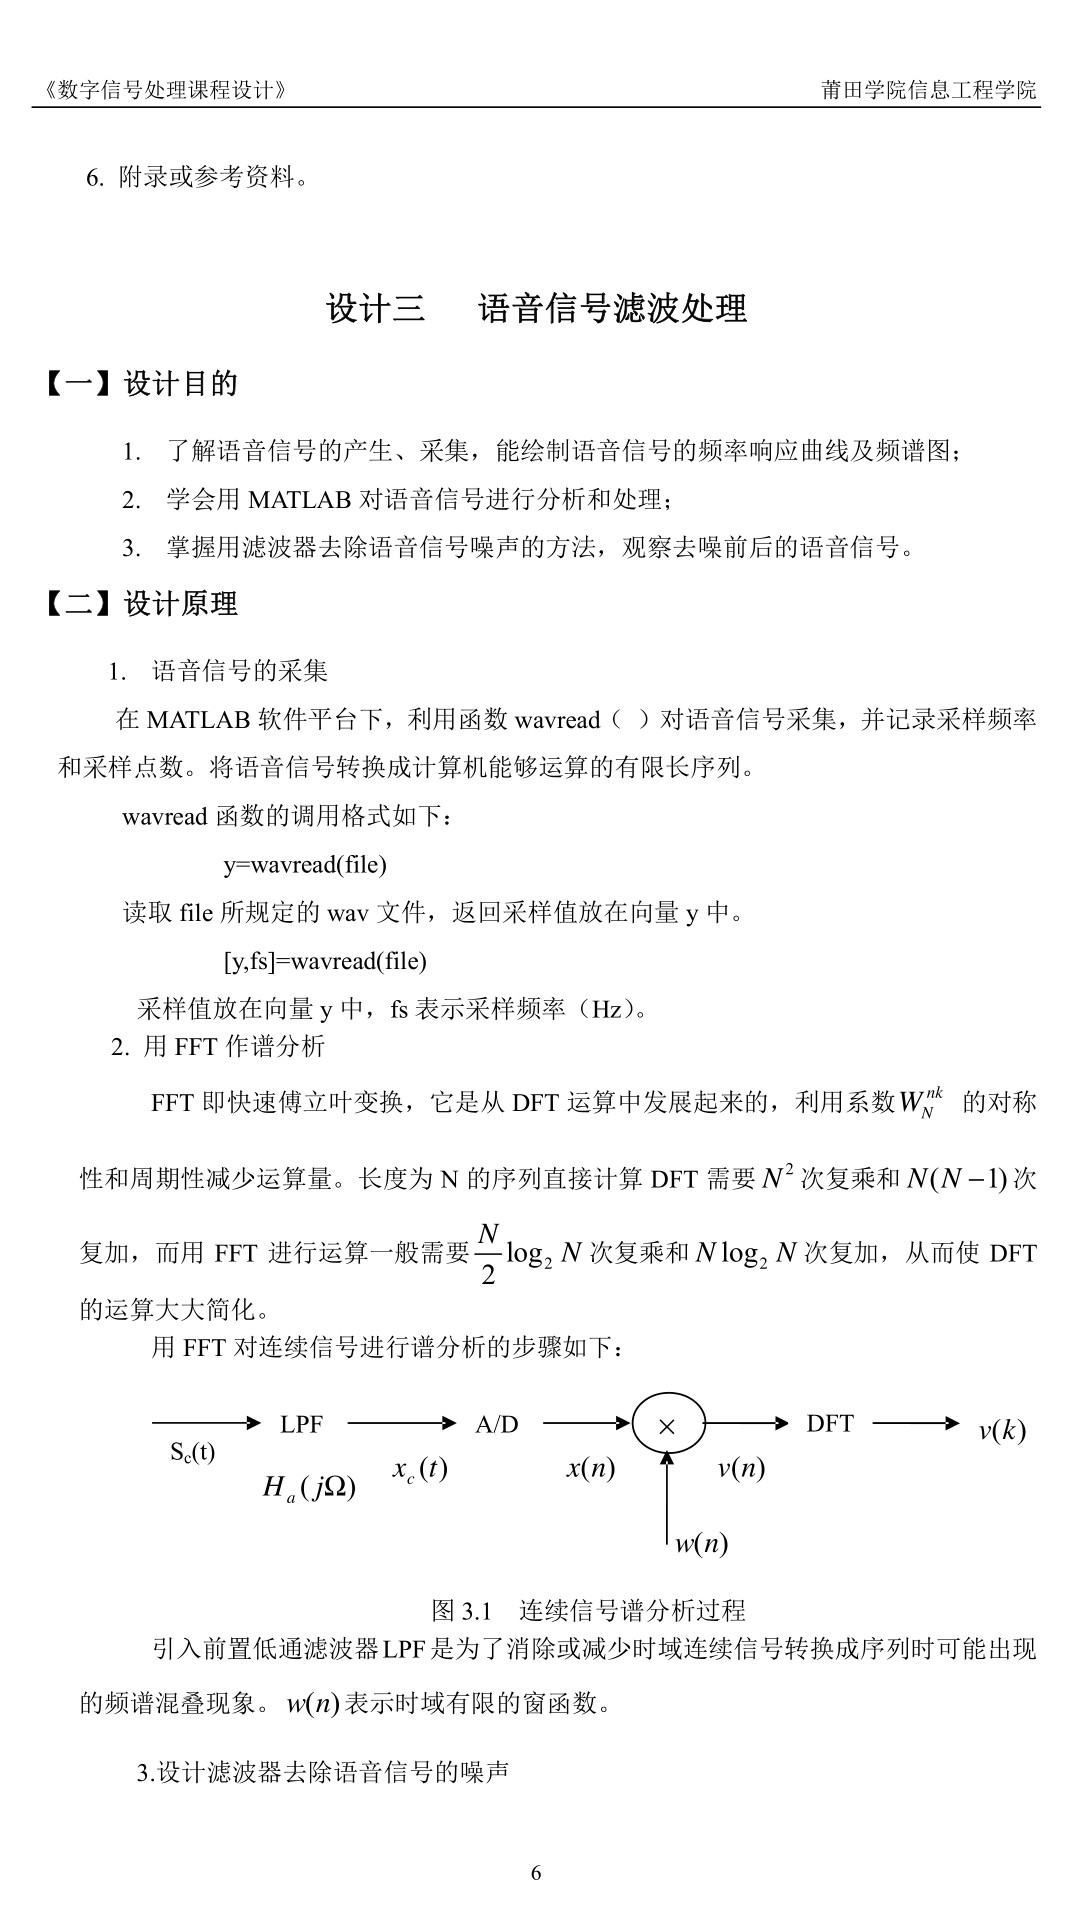 《数字信号处理课程设计》 莆田学院信息工程学院
6. 附录或参考资料。
设计三 语音信号滤波处理
【一】设计目的
1. 了解语音信号的产生、采集，能绘制语音信号的频率响应曲线及频谱图；
2. 学会用 MATLAB 对语音信号进行分析和处理；
3. 掌握用滤波器去除语音信号噪声的方法，观察去噪前后的语音信号。
【二】设计原理
1. 语音信号的采集
在 MATLAB 软件平台下，利用函数 wavread（ ）对语音信号采集，并记录采样频率
和采样点数。将语音信号转换成计算机能够运算的有限长序列。
wavread 函数的调用格式如下：
y=wavread(file)
读取 file 所规定的 wav 文件，返回采样值放在向量 y 中。
[y,fs]=wavread(file)
采样值放在向量 y 中，fs 表示采样频率（Hz）。
2. 用 FFT 作谱分析
FFT 即快速傅立叶变换，它是从 DFT 运算中发展起来的，利用系数 $W_N^{nk}$ 的对称
性和周期性减少运算量。长度为 N 的序列直接计算 DFT 需要 $N^2$ 次复乘和 $N(N-1)$ 次
复加，而用 FFT 进行运算一般需要 $\frac{N}{2}\log_2 N$ 次复乘和 $N\log_2 N$ 次复加，从而使 DFT
的运算大大简化。
用 FFT 对连续信号进行谱分析的步骤如下：
LPF A/D × DFT $v(k)$
$S_c(t)$ $H_a(j\Omega)$ $x_c(t)$ $x(n)$ $v(n)$
$w(n)$
图 3.1 连续信号谱分析过程
引入前置低通滤波器 LPF 是为了消除或减少时域连续信号转换成序列时可能出现
的频谱混叠现象。 $w(n)$ 表示时域有限的窗函数。
3.设计滤波器去除语音信号的噪声
6